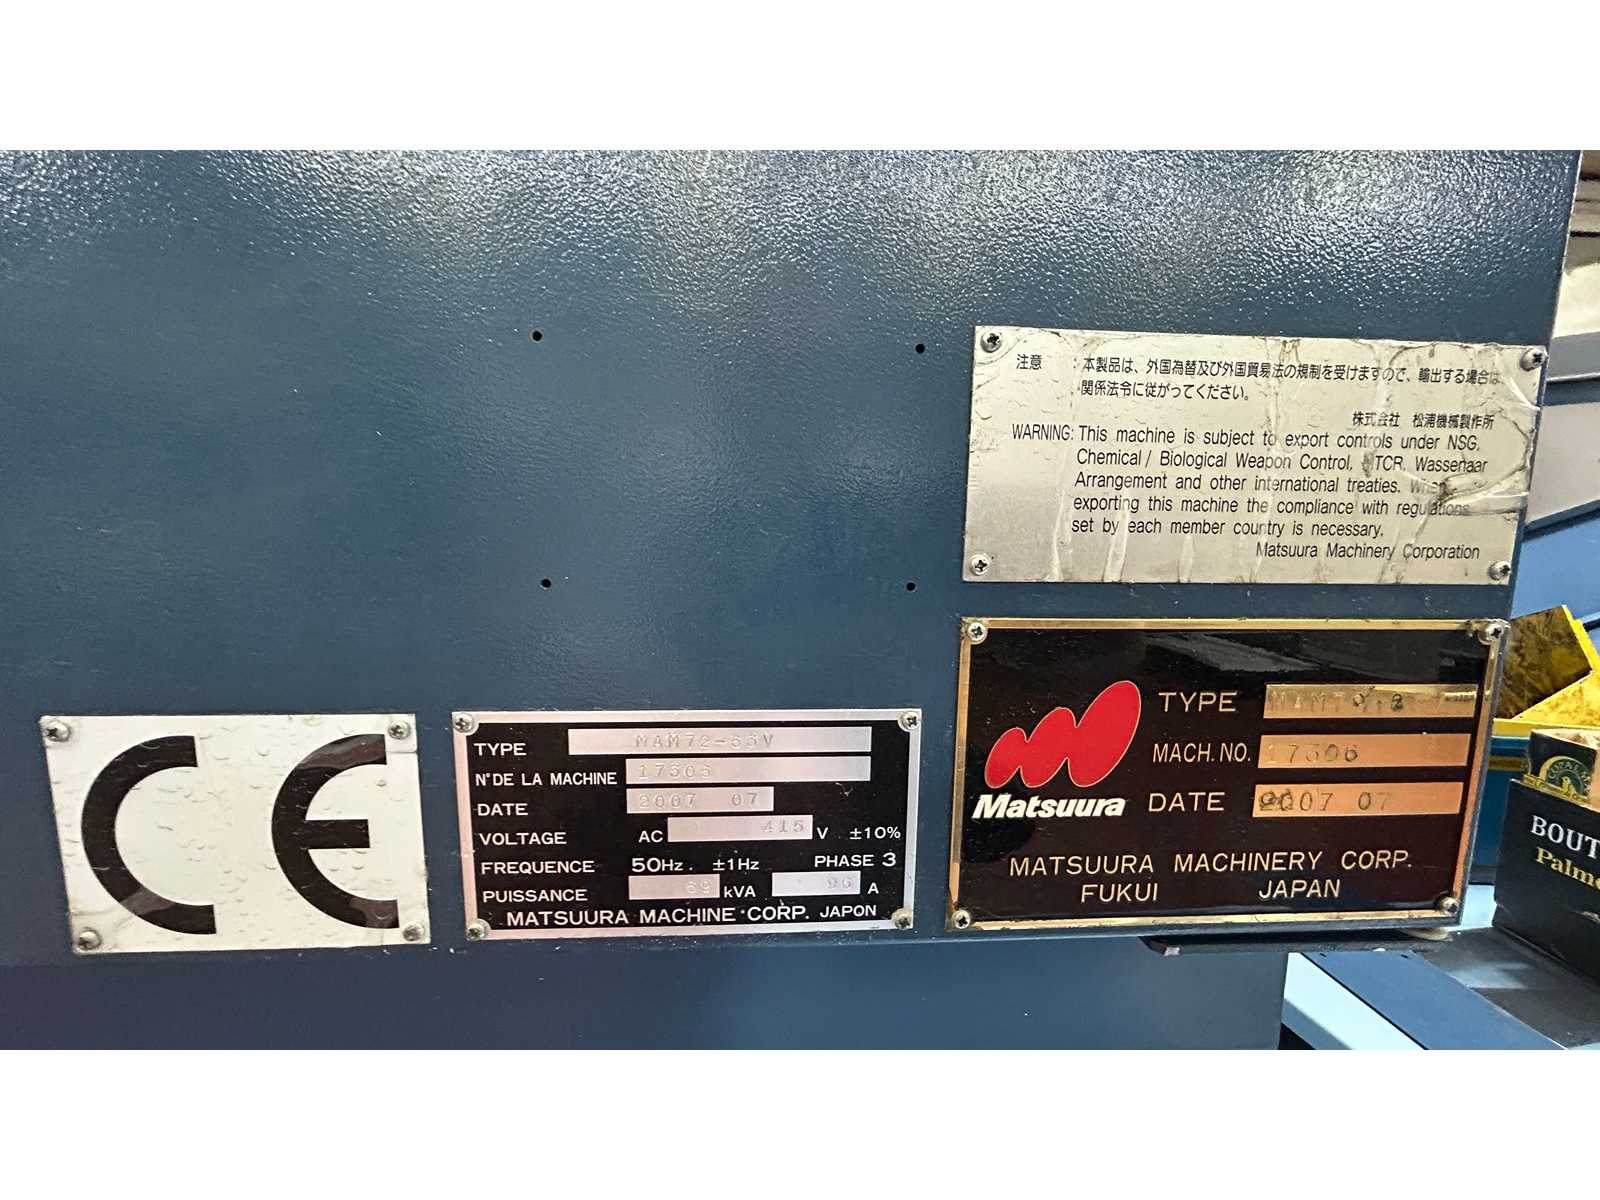 注意 :本製品は、外国為替及び外国貿易法の規制を受けますので、輸出する場合は
関係法令に従がってください。
株式会社 松浦機械製作所
WARNING: This machine is subject to export controls under NSG,
Chemical / Biological Weapon Control, MTCR, Wassenaar
Arrangement and other international treaties. When
exporting this machine the compliance with regulations
set by each member country is necessary.
Matsuura Machinery Corporation
CE
TYPE MAM72-63V
N° DE LA MACHINE 17306
DATE 2007 07
VOLTAGE AC 415 V ±10%
FREQUENCE 50Hz. ±1Hz PHASE 3
PUISSANCE 69 kVA 96 A
MATSUURA MACHINE CORP. JAPON
Matsuura
TYPE
MACH. NO. 17306
DATE 2007 07
MATSUURA MACHINERY CORP.
FUKUI JAPAN
BOUT
Palme